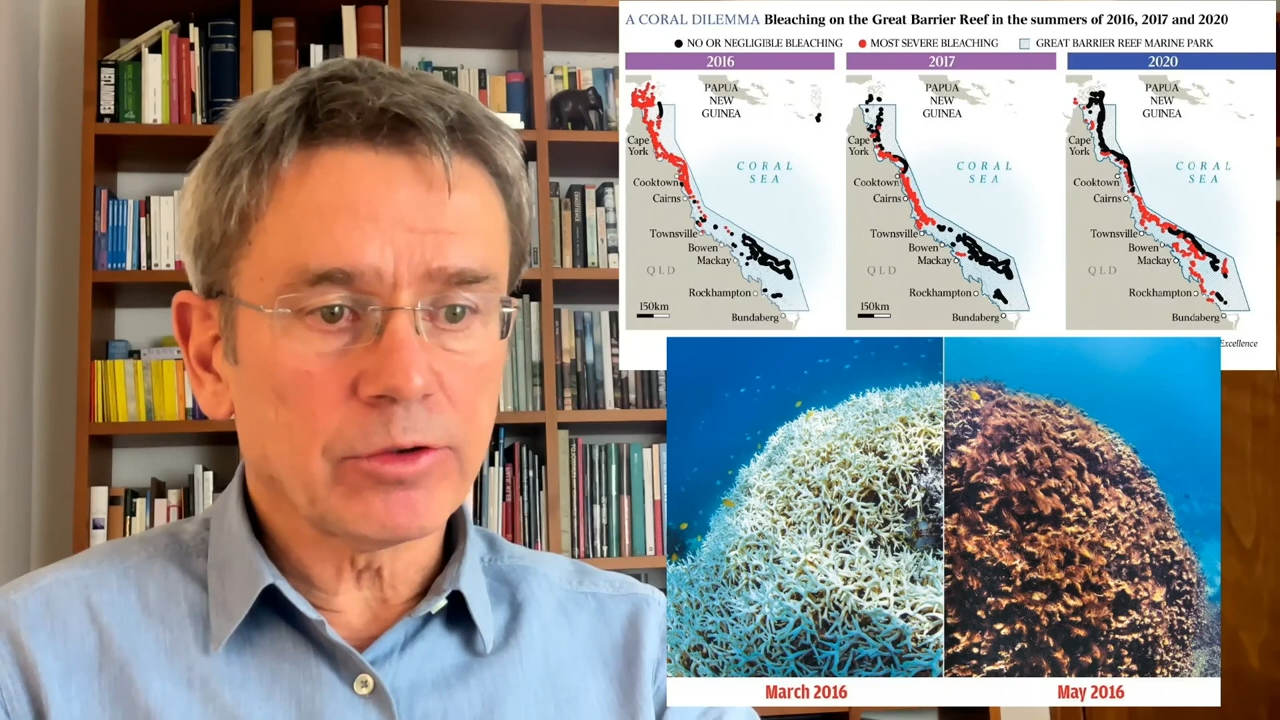 A CORAL DILEMMA Bleaching on the Great Barrier Reef in the summers of 2016, 2017 and 2020
NO OR NEGLIGIBLE BLEACHING MOST SEVERE BLEACHING GREAT BARRIER REEF MARINE PARK
2016
PAPUA
NEW
GUINEA
Cape
York
CORAL
SEA
Cooktown
Cairns
Townsville
Bowen
Mackay
QLD
Rockhampton
150km
Bundaberg
2017
PAPUA
NEW
GUINEA
Cape
York
CORAL
SEA
Cooktown
Cairns
Townsville
Bowen
Mackay
QLD
Rockhampton
150km
Bundaberg
2020
PAPUA
NEW
GUINEA
Cape
York
CORAL
SEA
Cooktown
Cairns
Townsville
Bowen
Mackay
QLD
Rockhampton
150km
Bundaberg
Excellence
March 2016
May 2016